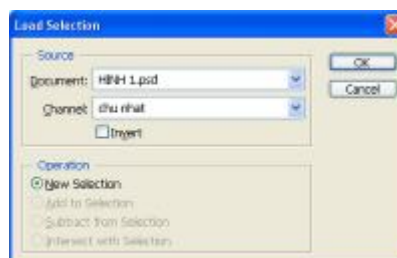 Load Selection
Source
Document: HINH 1.psd
Channel: chu nhat
Invert
OK
Cancel
Operation
New Selection
Add to Selection
Subtract from Selection
Intersect with Selection